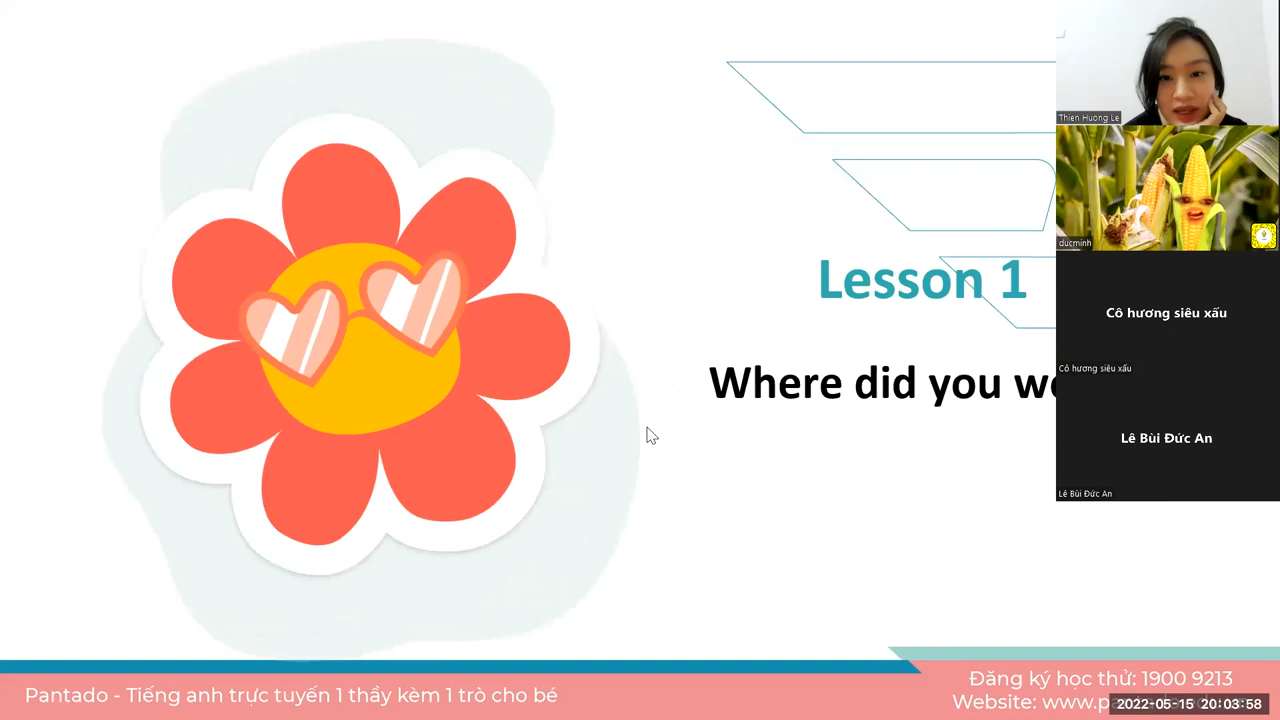 Thien Huong Le
ducminh
Lesson 1
Cô hương siêu xấu
Where did you
Cô hương siêu xấu
Lê Bùi Đức An
Lê Bùi Đức An
Đăng ký học thử: 1900 9213
Pantado - Tiếng anh trực tuyến 1 thầy kèm 1 trò cho bé
Website:
2022-05-15 20:03:58